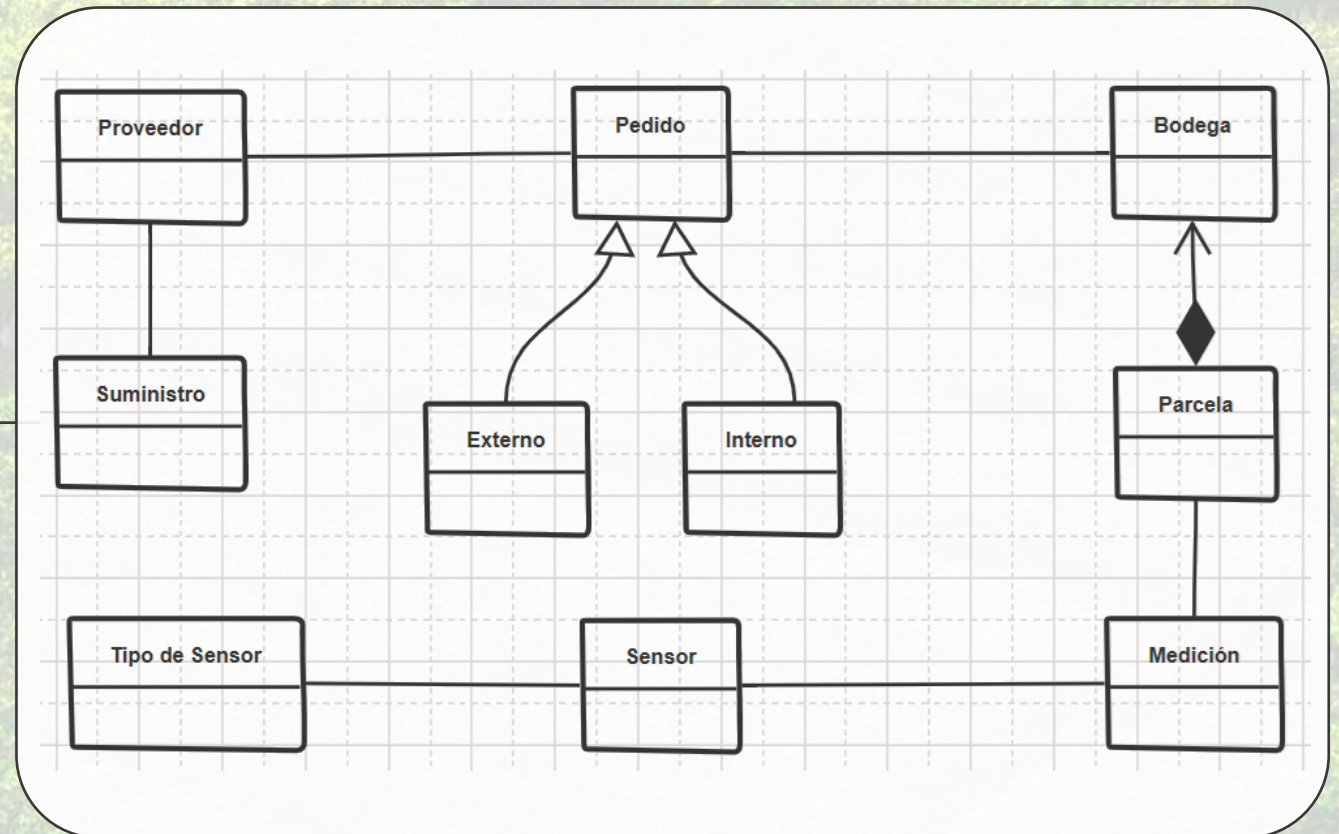 Proveedor
Pedido
Bodega
Suministro
Externo
Interno
Parcela
Tipo de Sensor
Sensor
Medición